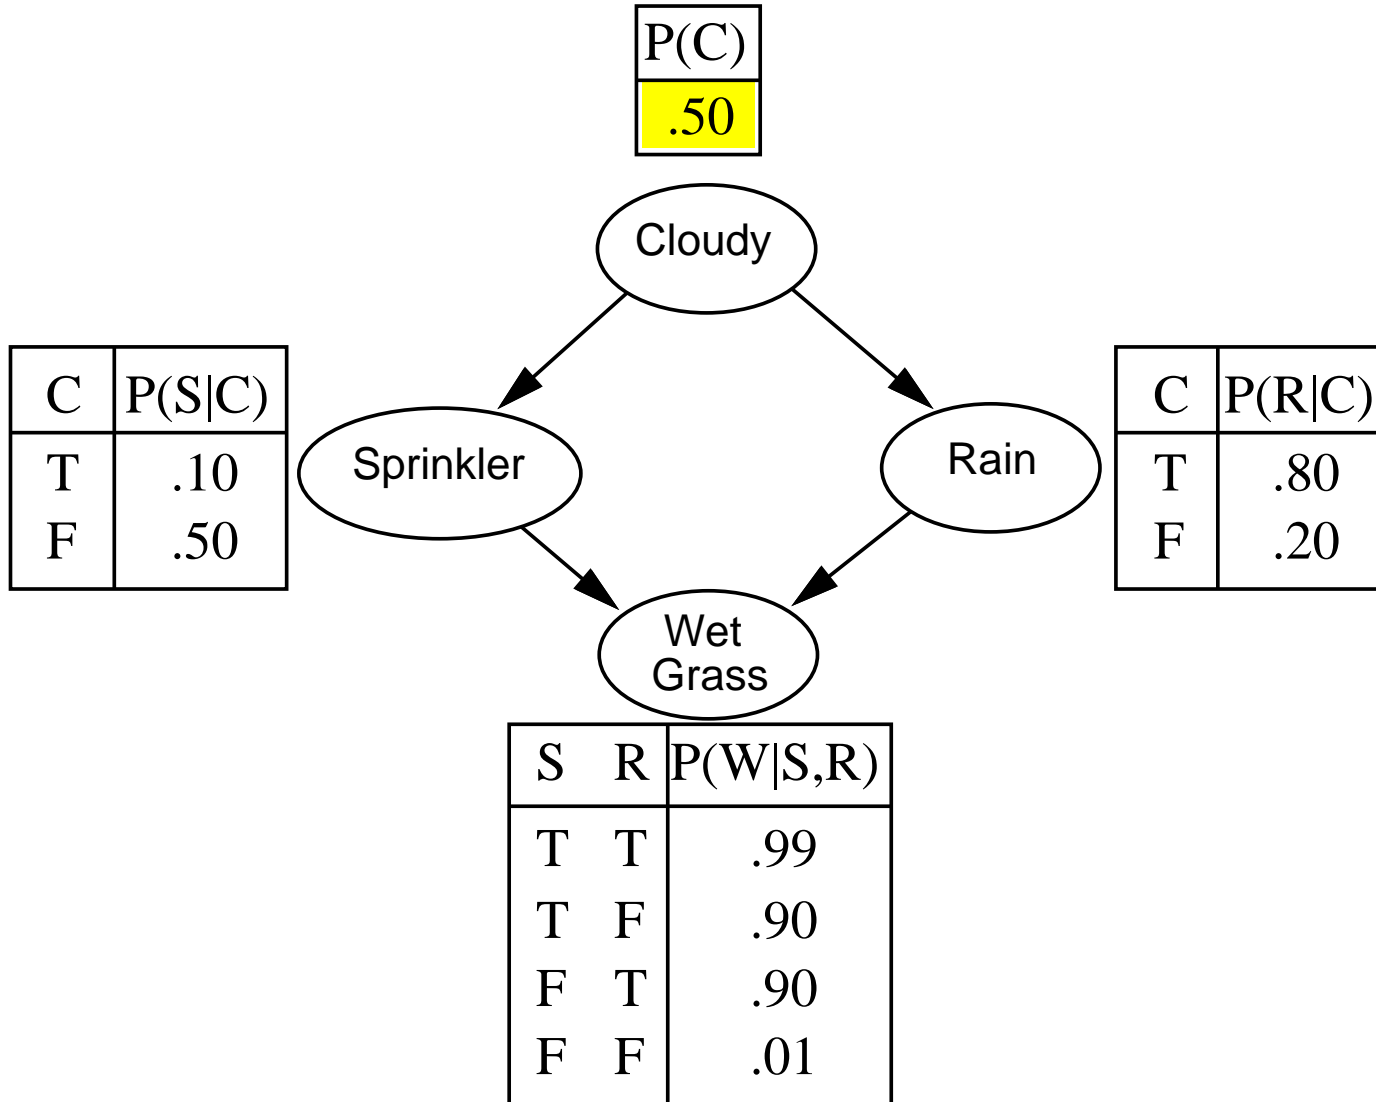 P(C)
.50
Cloudy
C P(S|C)
T .10
F .50
Sprinkler
Rain
C P(R|C)
T .80
F .20
Wet
Grass
S R P(W|S,R)
T T .99
T F .90
F T .90
F F .01